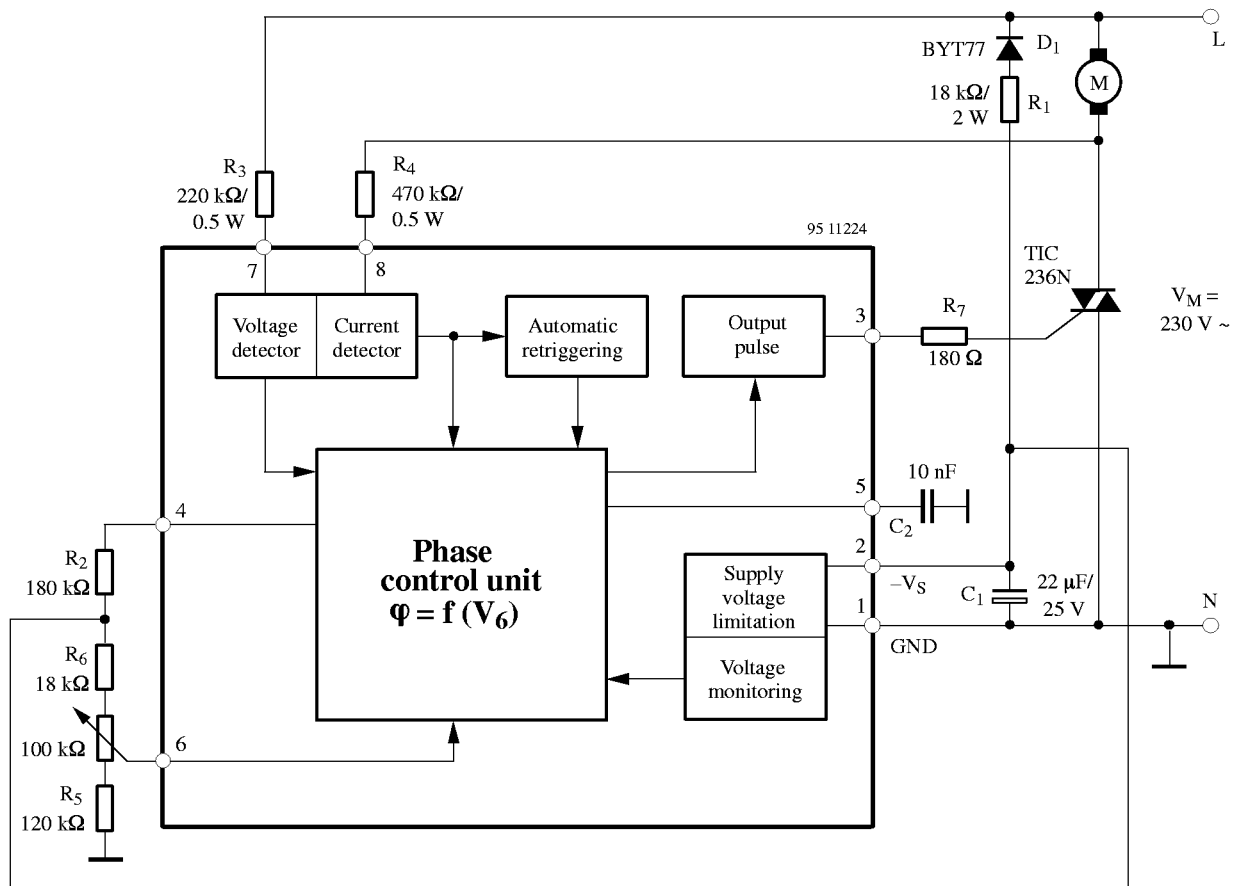 L
BYT77
D1
18 kΩ/
2 W
R1
M
R3
220 kΩ/
0.5 W
R4
470 kΩ/
0.5 W
95 11224
7
8
Voltage
detector
Current
detector
Automatic
retriggering
Output
pulse
3
R7
180 Ω
TIC
236N
VM =
230 V ~
4
R2
180 kΩ
Phase
control unit
φ = f (V6)
5
10 nF
C2
2
–VS
Supply
voltage
limitation
C1
22 μF/
25 V
N
1
GND
Voltage
monitoring
R6
18 kΩ
100 kΩ
6
R5
120 kΩ